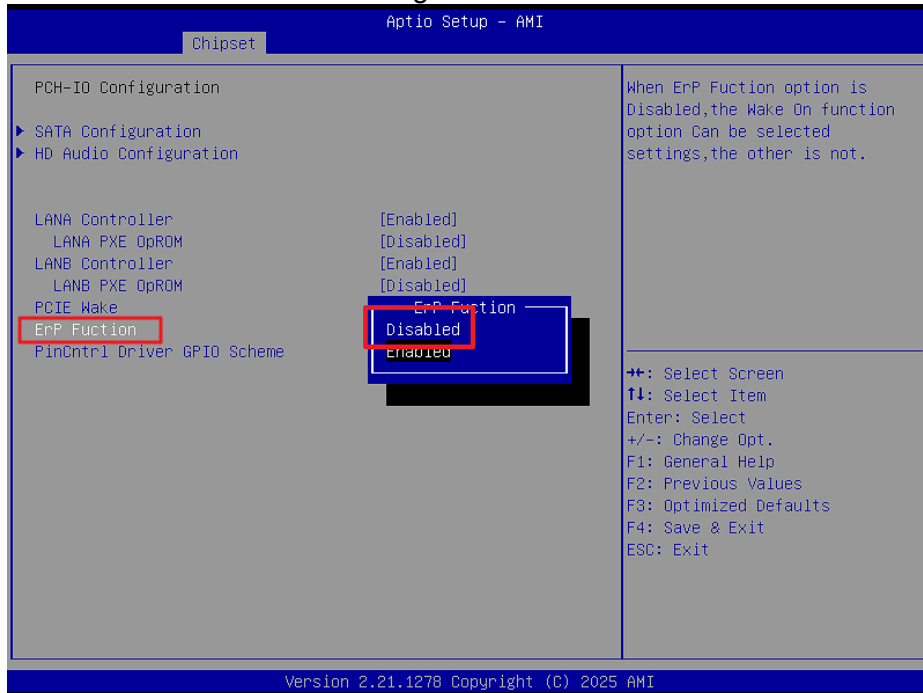 Aptio Setup - AMI
Chipset
PCH-IO Configuration
SATA Configuration
HD Audio Configuration
LANA Controller [Enabled]
LANA PXE OpROM [Disabled]
LANB Controller [Enabled]
LANB PXE OpROM [Disabled]
PCIE Wake
ErP Fuction
PinCntrl Driver GPIO Scheme
ErP Fuction
Disabled
Enabled
When ErP Fuction option is
Disabled,the Wake On function
option Can be selected
settings,the other is not.
→←: Select Screen
↑↓: Select Item
Enter: Select
+/-: Change Opt.
F1: General Help
F2: Previous Values
F3: Optimized Defaults
F4: Save & Exit
ESC: Exit
Version 2.21.1278 Copyright (C) 2025 AMI